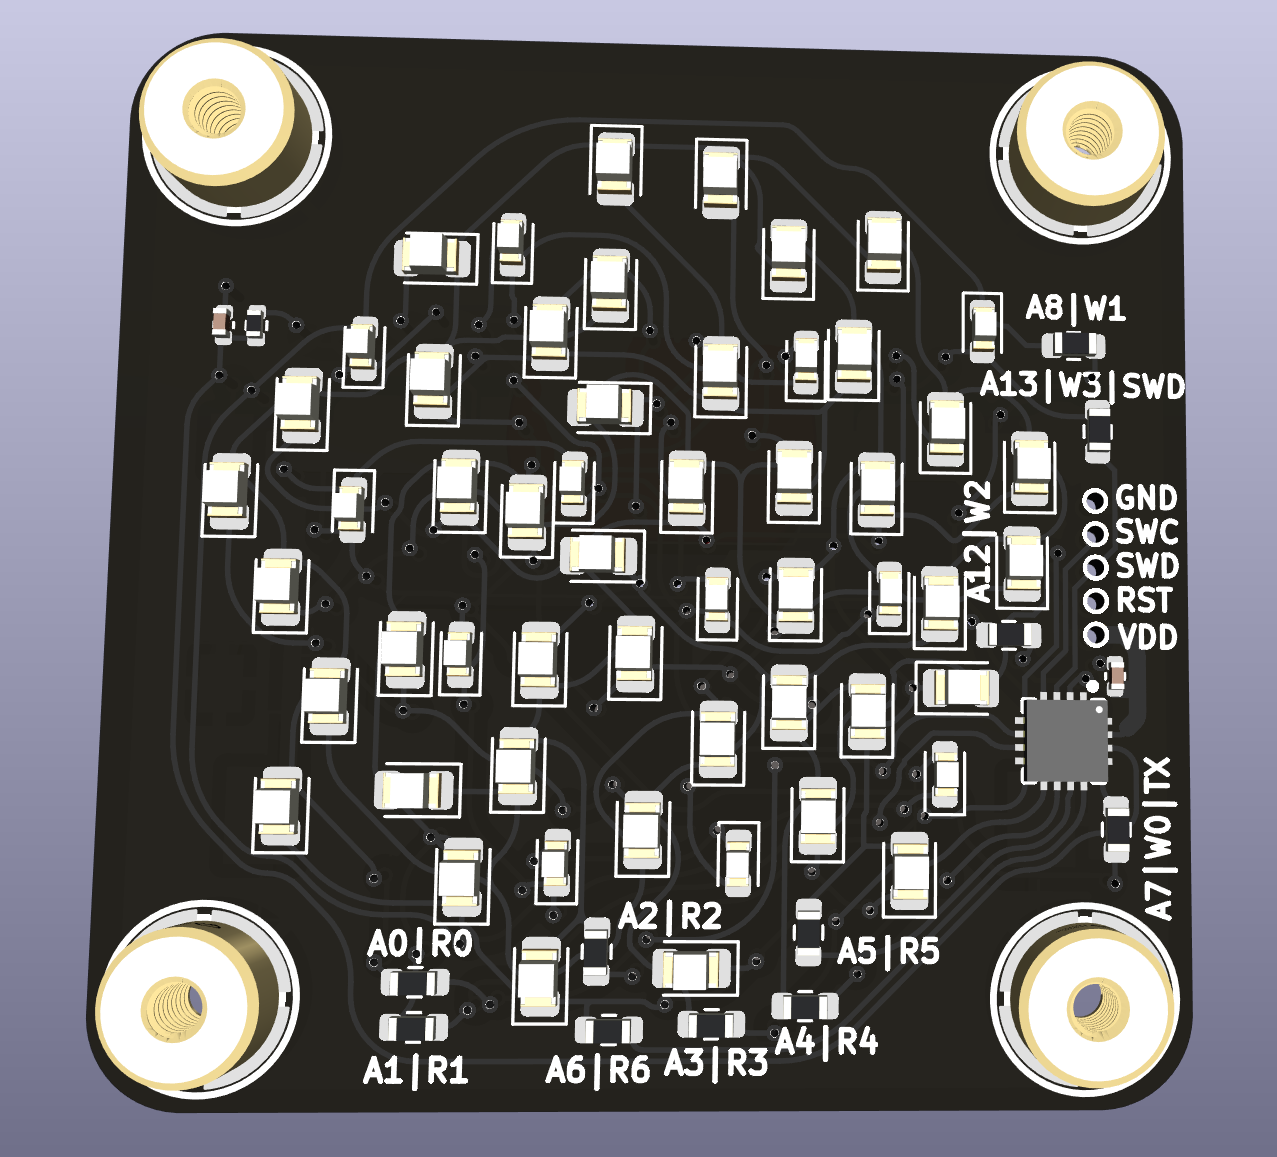 A8|W1
A13|W3|SWD
A12|W2
GND
SWC
SWD
RST
VDD
A7|W0|TX
A2|R2
A0|R0
A5|R5
A4|R4
A3|R3
A1|R1
A6|R6